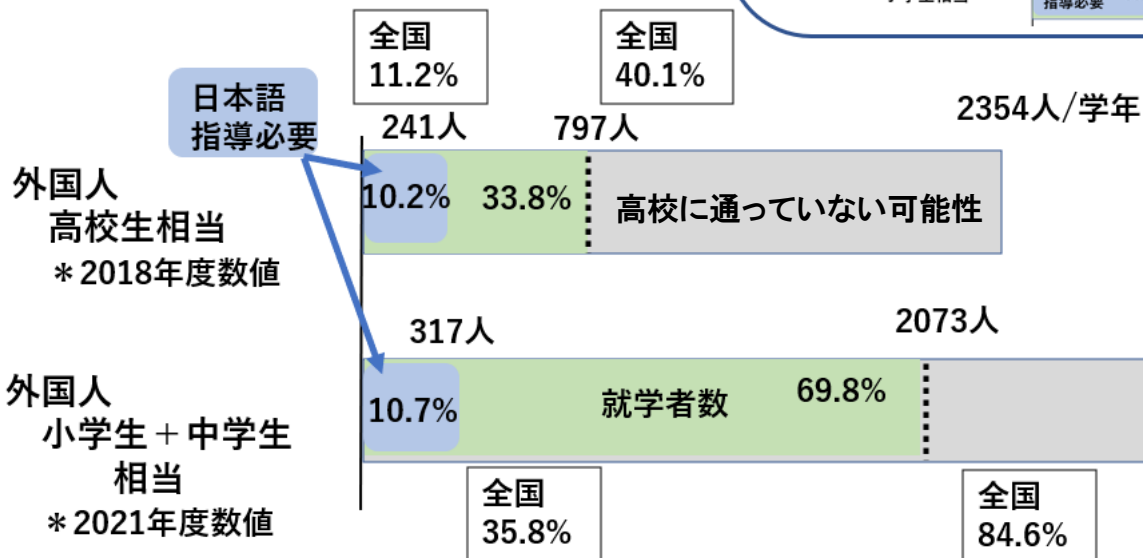 指導必要
全国
11.2%
全国
40.1%
日本語
指導必要
241人
797人
2354人/学年
外国人
高校生相当
＊2018年度数値
10.2%
33.8%
高校に通っていない可能性
317人
2073人
外国人
小学生＋中学生
相当
＊2021年度数値
10.7%
就学者数
69.8%
全国
35.8%
全国
84.6%